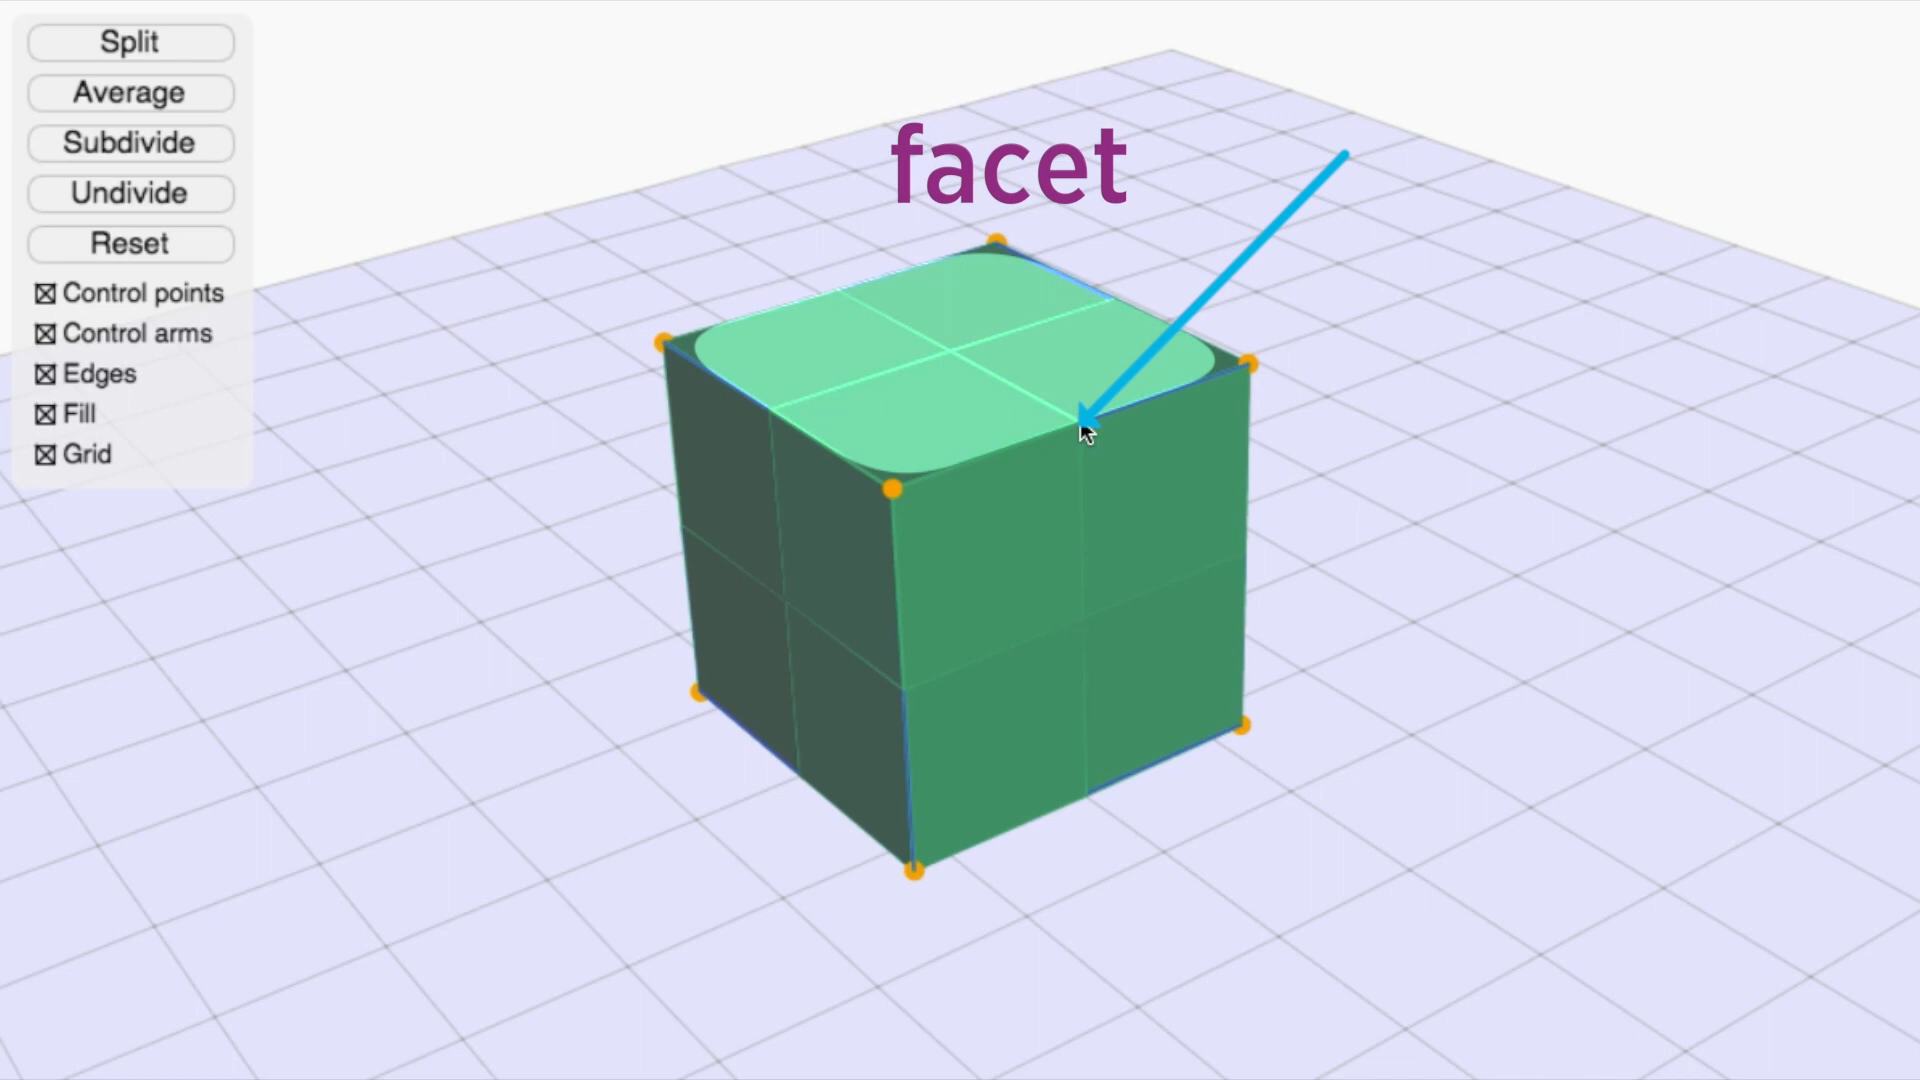 Split
Average
Subdivide
Undivide
Reset
Control points
Control arms
Edges
Fill
Grid
facet